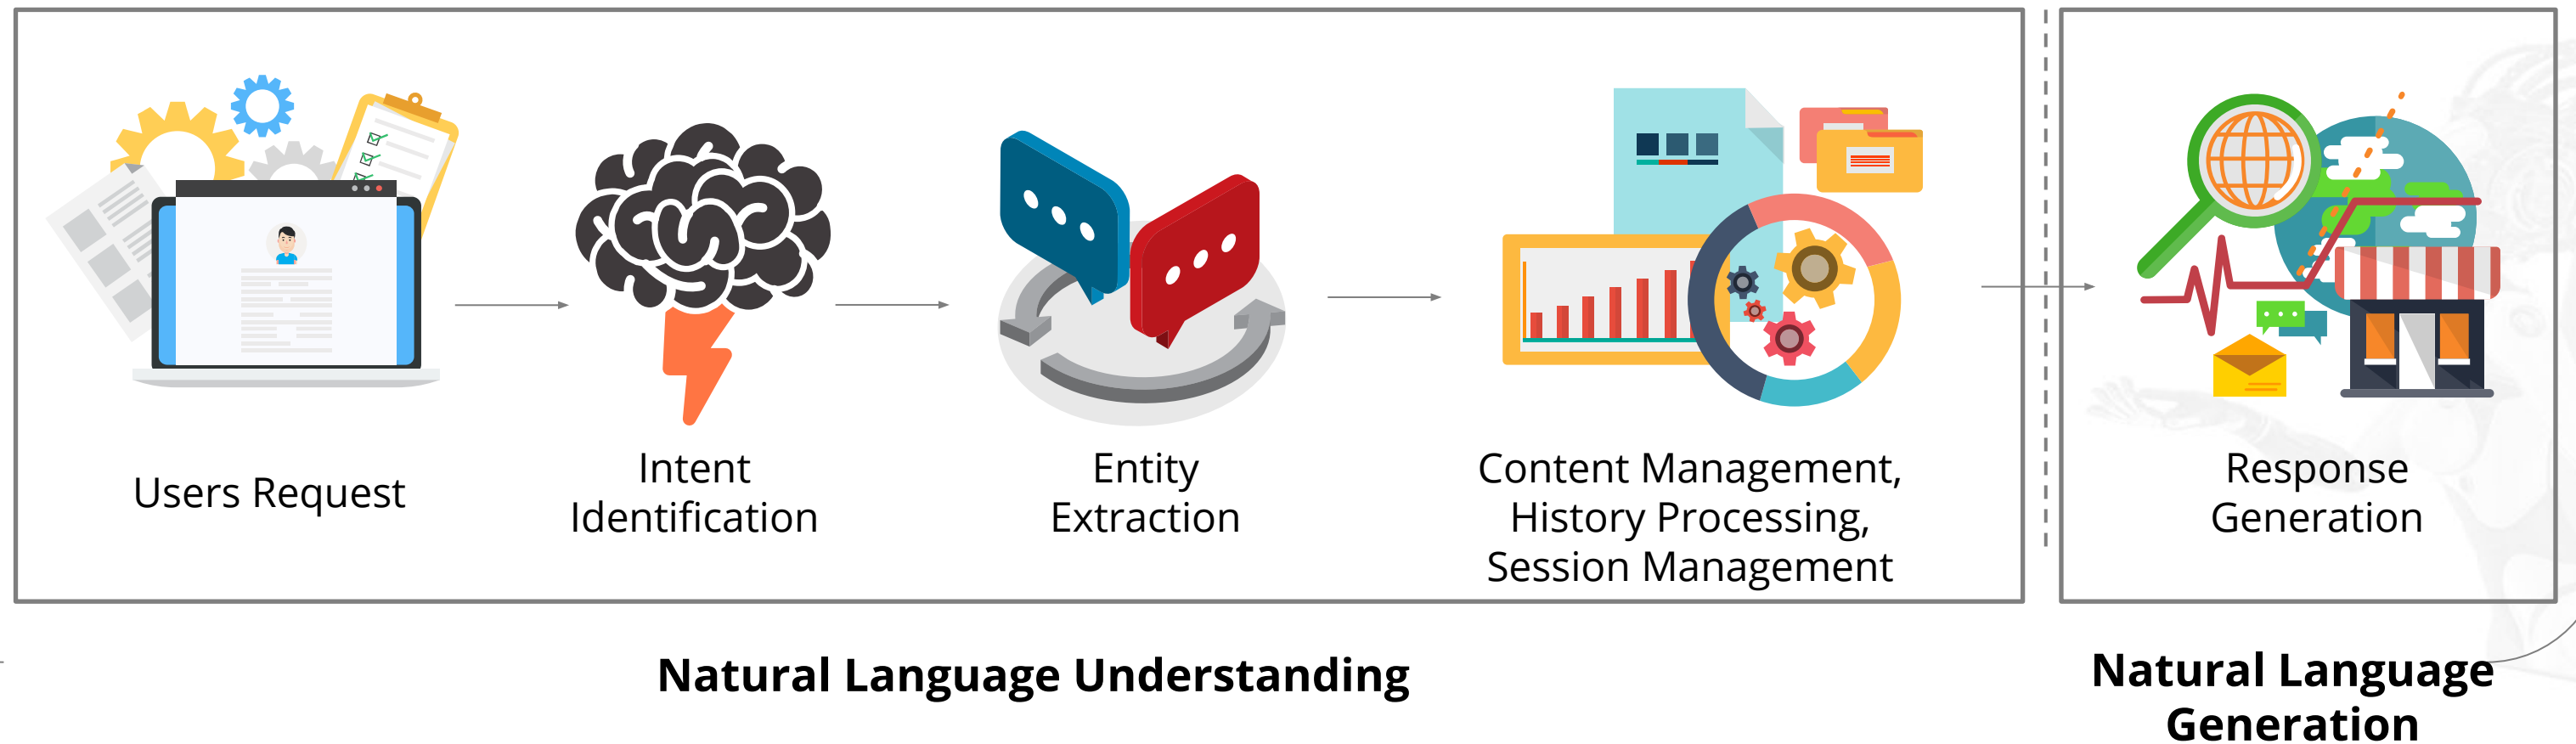 Users Request
Intent
Identification
Entity
Extraction
Content Management,
History Processing,
Session Management
Response
Generation
Natural Language Understanding
Natural Language
Generation